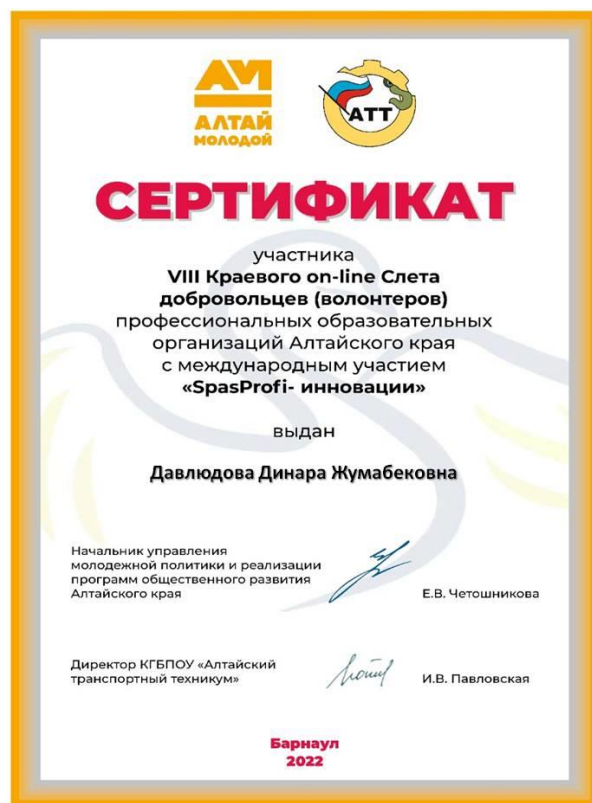 АМ
АЛТАЙ
МОЛОДОЙ
АТТ
СЕРТИФИКАТ
участника
VIII Краевого on-line Слета
добровольцев (волонтеров)
профессиональных образовательных
организаций Алтайского края
с международным участием
«SpasProfi- инновации»
выдан
Давлюдова Динара Жумабековна
Начальник управления
молодежной политики и реализации
программ общественного развития
Алтайского края
Е.В. Четошникова
Директор КГБПОУ «Алтайский
транспортный техникум»
И.В. Павловская
Барнаул
2022